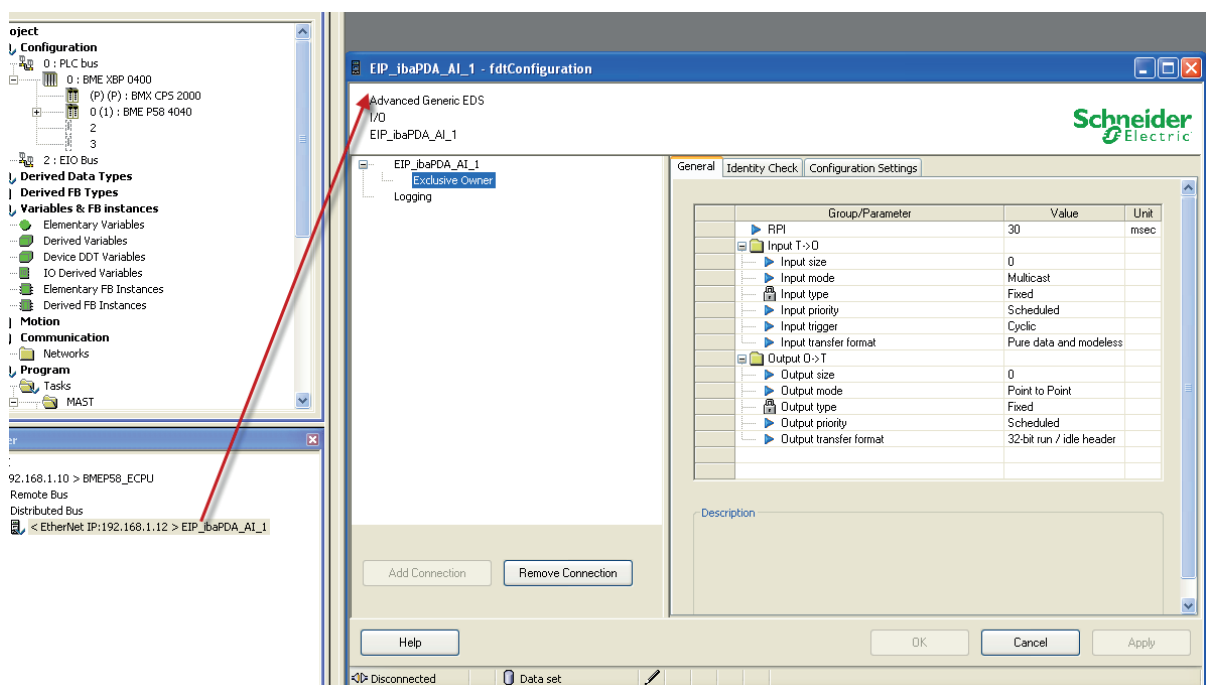 oject
Configuration
0 : PLC bus
0 : BME XBP 0400
(P) (P) : BMX CPS 2000
0 (1) : BME P58 4040
2
3
2 : EIO Bus
Derived Data Types
Derived FB Types
Variables & FB instances
Elementary Variables
Derived Variables
Device DDT Variables
IO Derived Variables
Elementary FB Instances
Derived FB Instances
Motion
Communication
Networks
Program
Tasks
MAST
er
92.168.1.10 > BMEP58_ECPU
Remote Bus
Distributed Bus
< EtherNet IP:192.168.1.12 > EIP_ibaPDA_AI_1
EIP_ibaPDA_AI_1 - fdtConfiguration
Advanced Generic EDS
I/O
EIP_ibaPDA_AI_1
Schneider
Electric
EIP_ibaPDA_AI_1
Exclusive Owner
Logging
General Identity Check Configuration Settings
Group/Parameter Value Unit
RPI 30 msec
Input T->O
Input size 0
Input mode Multicast
Input type Fixed
Input priority Scheduled
Input trigger Cyclic
Input transfer format Pure data and modeless
Output O->T
Output size 0
Output mode Point to Point
Output type Fixed
Output priority Scheduled
Output transfer format 32-bit run / idle header
Description
Add Connection Remove Connection
Help OK Cancel Apply
Disconnected Data set